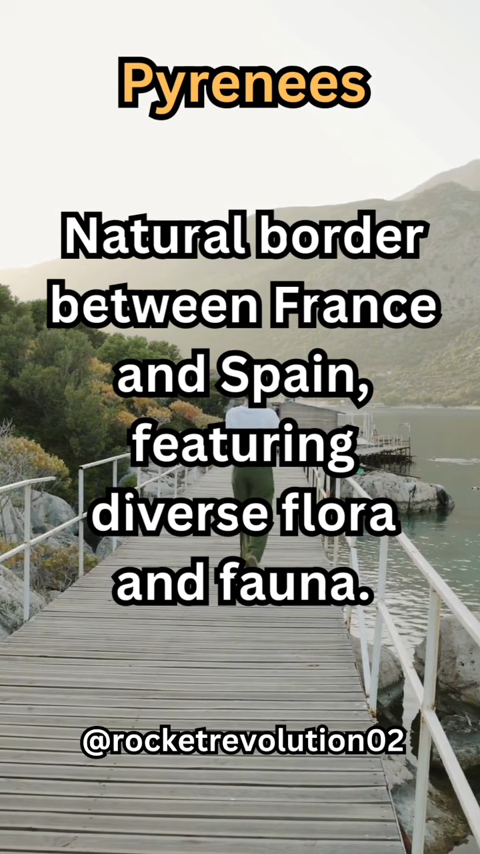 Pyrenees
Natural border
between France
and Spain,
featuring
diverse flora
and fauna.
@rocketrevolution02